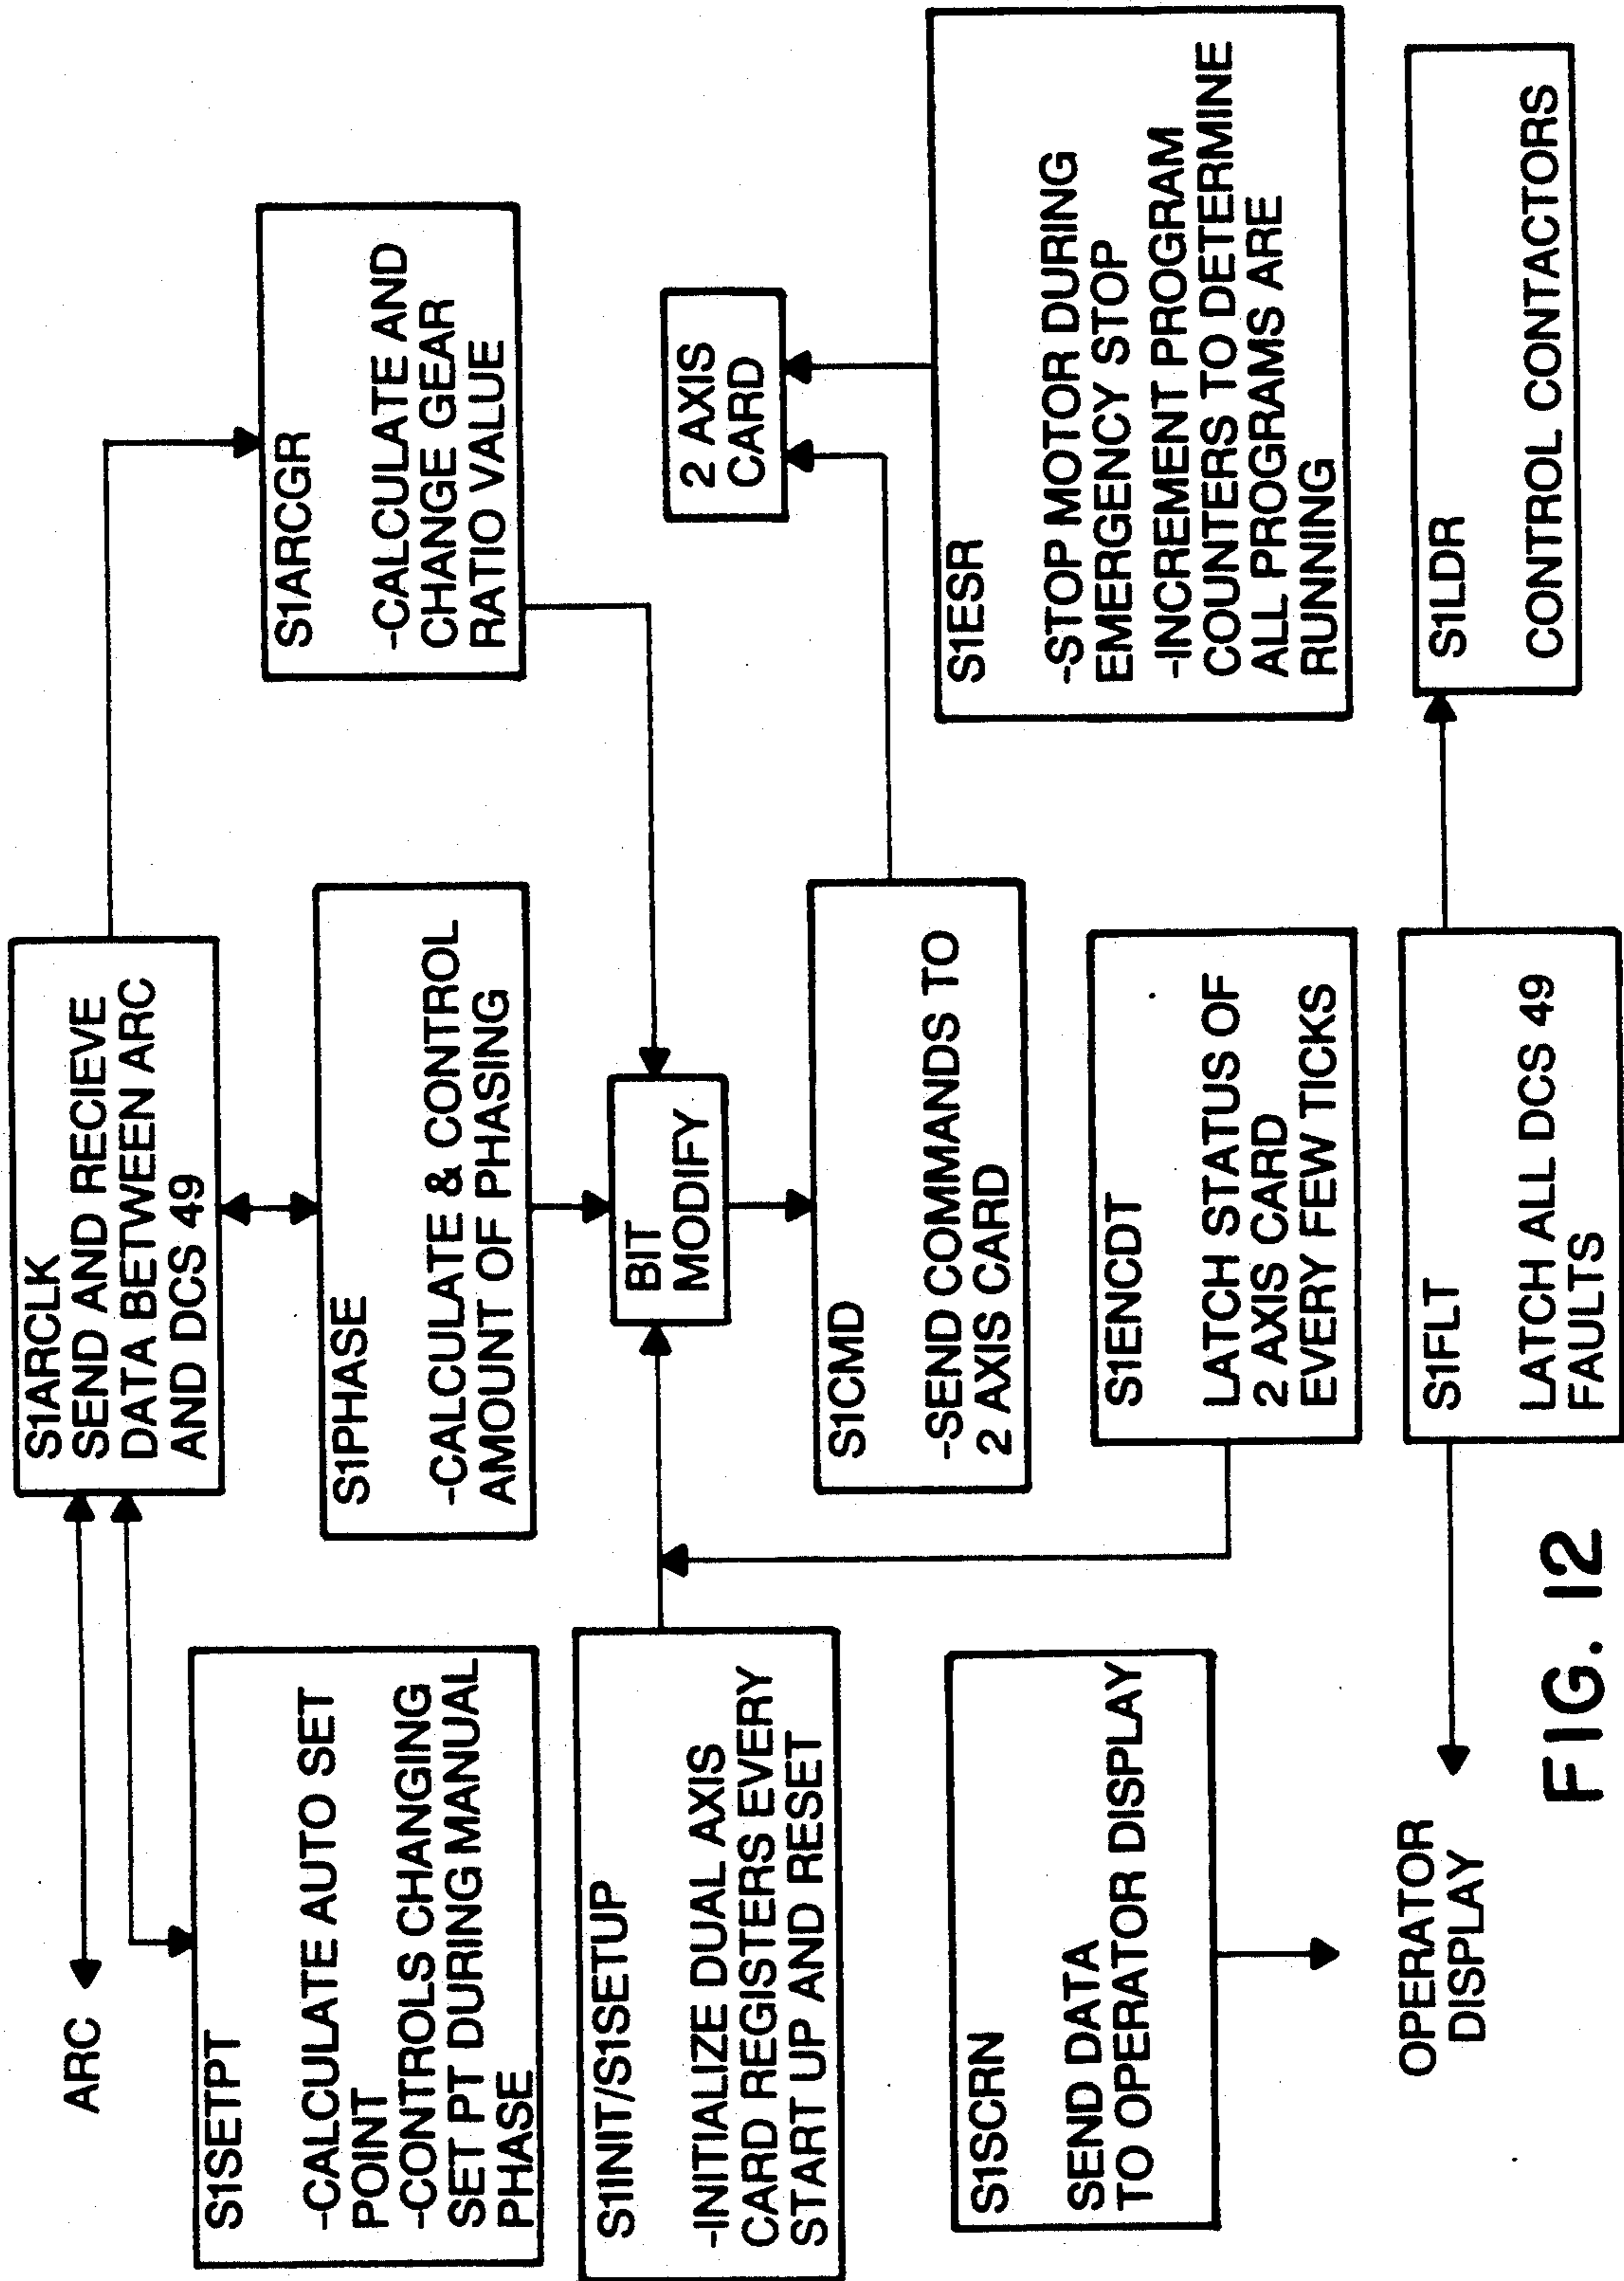 ARC
S1SETPT
-CALCULATE AUTO SET
POINT
-CONTROLS CHANGING
SET PT DURING MANUAL
PHASE
S1INIT/S1SETUP
-INITIALIZE DUAL AXIS
CARD REGISTERS EVERY
START UP AND RESET
S1SCRN
SEND DATA
TO OPERATOR DISPLAY
OPERATOR
DISPLAY
S1ARCLK
SEND AND RECIEVE
DATA BETWEEN ARC
AND DCS 49
S1PHASE
-CALCULATE & CONTROL
AMOUNT OF PHASING
BIT
MODIFY
S1CMD
-SEND COMMANDS TO
2 AXIS CARD
S1ENCDT
LATCH STATUS OF
2 AXIS CARD
EVERY FEW TICKS
S1FLT
LATCH ALL DCS 49
FAULTS
S1ARCGR
-CALCULATE AND
CHANGE GEAR
RATIO VALUE
2 AXIS
CARD
S1ESR
-STOP MOTOR DURING
EMERGENCY STOP
-INCREMENT PROGRAM
COUNTERS TO DETERMINE
ALL PROGRAMS ARE
RUNNING
S1LDR
CONTROL CONTACTORS
FIG. 12